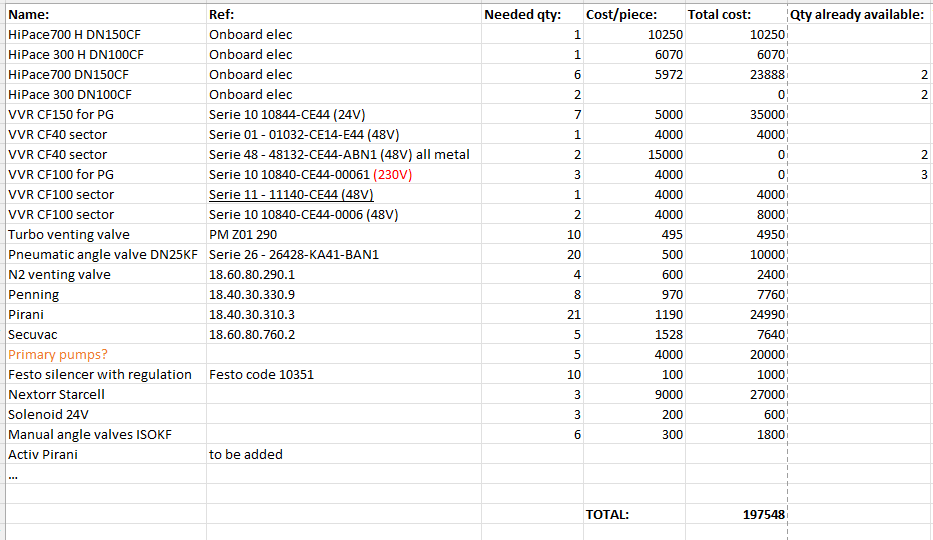 Name: Ref: Needed qty: Cost/piece: Total cost: Qty already available:
HiPace700 H DN150CF Onboard elec 1 10250 10250
HiPace 300 H DN100CF Onboard elec 1 6070 6070
HiPace700 DN150CF Onboard elec 6 5972 23888 2
HiPace 300 DN100CF Onboard elec 2 0 2
VVR CF150 for PG Serie 10 10844-CE44 (24V) 7 5000 35000
VVR CF40 sector Serie 01 - 01032-CE14-E44 (48V) 1 4000 4000
VVR CF40 sector Serie 48 - 48132-CE44-ABN1 (48V) all metal 2 15000 0 2
VVR CF100 for PG Serie 10 10840-CE44-00061 (230V) 3 4000 0 3
VVR CF100 sector Serie 11 - 11140-CE44 (48V) 1 4000 4000
VVR CF100 sector Serie 10 10840-CE44-0006 (48V) 2 4000 8000
Turbo venting valve PM Z01 290 10 495 4950
Pneumatic angle valve DN25KF Serie 26 - 26428-KA41-BAN1 20 500 10000
N2 venting valve 18.60.80.290.1 4 600 2400
Penning 18.40.30.330.9 8 970 7760
Pirani 18.40.30.310.3 21 1190 24990
Secuvac 18.60.80.760.2 5 1528 7640
Primary pumps? 5 4000 20000
Festo silencer with regulation Festo code 10351 10 100 1000
Nextorr Starcell 3 9000 27000
Solenoid 24V 3 200 600
Manual angle valves ISOKF 6 300 1800
Activ Pirani to be added
...
TOTAL: 197548